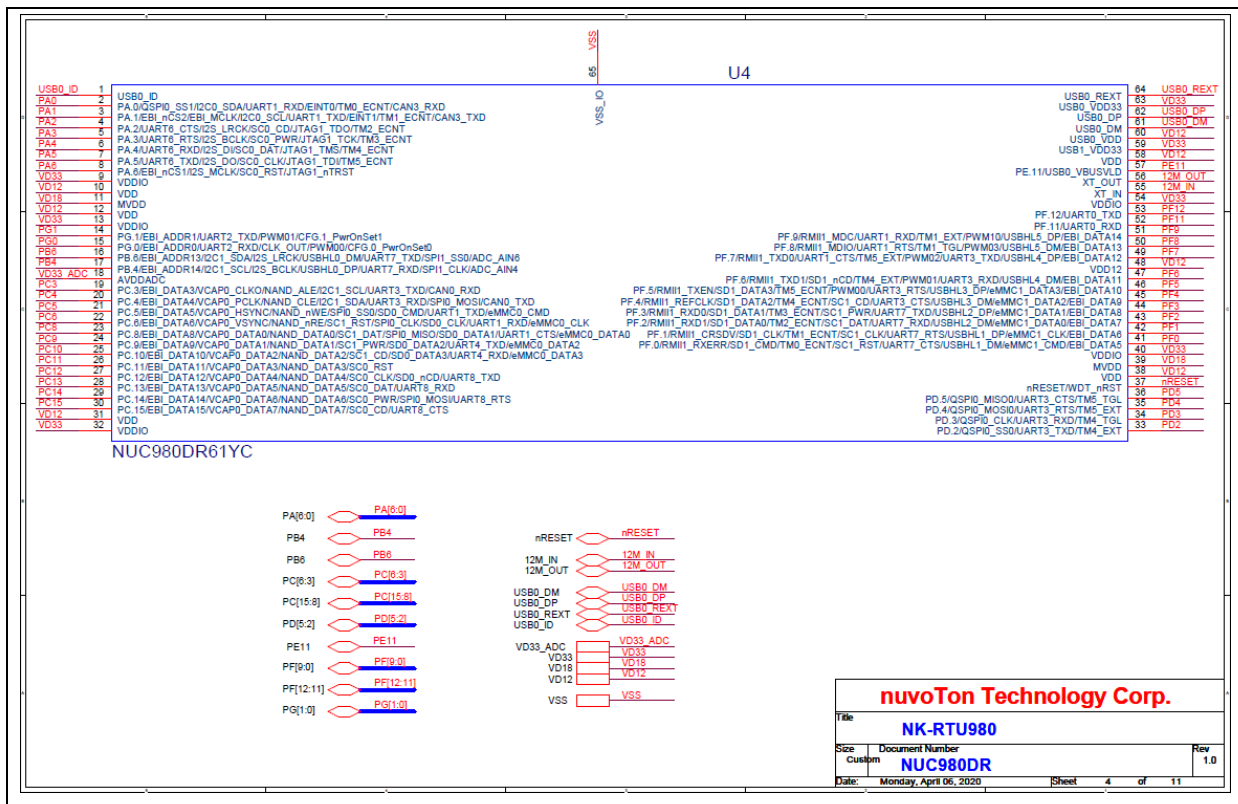 VSS
65
U4
VSS_IO
USB0_ID 1 USB0_ID
PA0 2 PA.0/QSPI0_SS1/I2C0_SDA/UART1_RXD/EINT0/TM0_ECNT/CAN3_RXD
PA1 3 PA.1/EBI_nCS2/EBI_MCLK/I2C0_SCL/UART1_TXD/EINT1/TM1_ECNT/CAN3_TXD
PA2 4 PA.2/UART6_CTS/I2S_LRCK/SC0_CD/JTAG1_TDO/TM2_ECNT
PA3 5 PA.3/UART6_RTS/I2S_BCLK/SC0_PWR/JTAG1_TCK/TM3_ECNT
PA4 6 PA.4/UART6_RXD/I2S_DI/SC0_DAT/JTAG1_TMS/TM4_ECNT
PA5 7 PA.5/UART6_TXD/I2S_DO/SC0_CLK/JTAG1_TDI/TM5_ECNT
PA6 8 PA.6/EBI_nCS1/I2S_MCLK/SC0_RST/JTAG1_nTRST
VD33 9 VDDIO
VD12 10 VDD
VD18 11 MVDD
VD12 12 VDD
VD33 13 VDDIO
PG1 14 PG.1/EBI_ADDR1/UART2_TXD/PWM01/CFG.1_PwrOnSet1
PG0 15 PG.0/EBI_ADDR0/UART2_RXD/CLK_OUT/PWM00/CFG.0_PwrOnSet0
PB6 16 PB.6/EBI_ADDR13/I2C1_SDA/I2S_LRCK/USBHL0_DM/UART7_TXD/SPI1_SS0/ADC_AIN6
PB4 17 PB.4/EBI_ADDR14/I2C1_SCL/I2S_BCLK/USBHL0_DP/UART7_RXD/SPI1_CLK/ADC_AIN4
VD33_ADC 18 AVDDADC
PC3 19 PC.3/EBI_DATA3/VCAP0_CLKO/NAND_ALE/I2C1_SCL/UART3_TXD/CAN0_RXD
PC4 20 PC.4/EBI_DATA4/VCAP0_PCLK/NAND_CLE/I2C1_SDA/UART3_RXD/SPI0_MOSI/CAN0_TXD
PC5 21 PC.5/EBI_DATA5/VCAP0_HSYNC/NAND_nWE/SPI0_SS0/SD0_CMD/UART1_TXD/eMMC0_CMD
PC6 22 PC.6/EBI_DATA6/VCAP0_VSYNC/NAND_nRE/SC1_RST/SPI0_CLK/SD0_CLK/UART1_RXD/eMMC0_CLK
PC8 23 PC.8/EBI_DATA8/VCAP0_DATA0/NAND_DATA0/SC1_DAT/SPI0_MISO/SD0_DATA1/UART1_CTS/eMMC0_DATA0
PC9 24 PC.9/EBI_DATA9/VCAP0_DATA1/NAND_DATA1/SC1_PWR/SD0_DATA2/UART4_TXD/eMMC0_DATA2
PC10 25 PC.10/EBI_DATA10/VCAP0_DATA2/NAND_DATA2/SC1_CD/SD0_DATA3/UART4_RXD/eMMC0_DATA3
PC11 26 PC.11/EBI_DATA11/VCAP0_DATA3/NAND_DATA3/SC0_RST
PC12 27 PC.12/EBI_DATA12/VCAP0_DATA4/NAND_DATA4/SC0_CLK/SD0_nCD/UART8_TXD
PC13 28 PC.13/EBI_DATA13/VCAP0_DATA5/NAND_DATA5/SC0_DAT/UART8_RXD
PC14 29 PC.14/EBI_DATA14/VCAP0_DATA6/NAND_DATA6/SC0_PWR/SPI0_MOSI/UART8_RTS
PC15 30 PC.15/EBI_DATA15/VCAP0_DATA7/NAND_DATA7/SC0_CD/UART8_CTS
VD12 31 VDD
VD33 32 VDDIO
USB0_REXT 64 USB0_REXT
USB0_VDD33 63 VD33
USB0_DP 62 USB0_DP
USB0_DM 61 USB0_DM
USB0_VDD 60 VD12
USB1_VDD33 59 VD33
VDD 58 VD12
PE.11/USB0_VBUSVLD 57 PE11
XT_OUT 56 12M_OUT
XT_IN 55 12M_IN
VDDIO 54 VD33
PF.12/UART0_TXD 53 PF12
PF.11/UART0_RXD 52 PF11
PF.9/RMII1_MDC/UART1_RXD/TM1_EXT/PWM10/USBHL5_DP/EBI_DATA14 51 PF9
PF.8/RMII1_MDIO/UART1_RTS/TM1_TGL/PWM03/USBHL5_DM/EBI_DATA13 50 PF8
PF.7/RMII1_TXD0/UART1_CTS/TM5_EXT/PWM02/UART3_TXD/USBHL4_DP/EBI_DATA12 49 PF7
VDD12 48 VD12
PF.6/RMII1_TXD1/SD1_nCD/TM4_EXT/PWM01/UART3_RXD/USBHL4_DM/EBI_DATA11 47 PF6
PF.5/RMII1_TXEN/SD1_DATA3/TM5_ECNT/PWM00/UART3_RTS/USBHL3_DP/eMMC1_DATA3/EBI_DATA10 46 PF5
PF.4/RMII1_REFCLK/SD1_DATA2/TM4_ECNT/SC1_CD/UART3_CTS/USBHL3_DM/eMMC1_DATA2/EBI_DATA9 45 PF4
PF.3/RMII1_RXD0/SD1_DATA1/TM3_ECNT/SC1_PWR/UART7_TXD/USBHL2_DP/eMMC1_DATA1/EBI_DATA8 44 PF3
PF.2/RMII1_RXD1/SD1_DATA0/TM2_ECNT/SC1_DAT/UART7_RXD/USBHL2_DM/eMMC1_DATA0/EBI_DATA7 43 PF2
PF.1/RMII1_CRSDV/SD1_CLK/TM1_ECNT/SC1_CLK/UART7_RTS/USBHL1_DP/eMMC1_CLK/EBI_DATA6 42 PF1
PF.0/RMII1_RXERR/SD1_CMD/TM0_ECNT/SC1_RST/UART7_CTS/USBHL1_DM/eMMC1_CMD/EBI_DATA5 41 PF0
VDDIO 40 VD33
MVDD 39 VD18
VDD 38 VD12
nRESET/WDT_nRST 37 nRESET
PD.5/QSPI0_MISO0/UART3_CTS/TM5_TGL 36 PD5
PD.4/QSPI0_MOSI0/UART3_RTS/TM5_EXT 35 PD4
PD.3/QSPI0_CLK/UART3_RXD/TM4_TGL 34 PD3
PD.2/QSPI0_SS0/UART3_TXD/TM4_EXT 33 PD2
NUC980DR61YC
PA[6:0] PA[6:0]
PB4 PB4
PB6 PB6
PC[6:3] PC[6:3]
PC[15:8] PC[15:8]
PD[5:2] PD[5:2]
PE11 PE11
PF[9:0] PF[9:0]
PF[12:11] PF[12:11]
PG[1:0] PG[1:0]
nRESET nRESET
12M_IN 12M_IN
12M_OUT 12M_OUT
USB0_DM USB0_DM
USB0_DP USB0_DP
USB0_REXT USB0_REXT
USB0_ID USB0_ID
VD33_ADC VD33_ADC
VD33 VD33
VD18 VD18
VD12 VD12
VSS VSS
nuvoTon Technology Corp.
Title
NK-RTU980
Size Document Number Rev
Custom NUC980DR 1.0
Date: Monday, April 06, 2020 Sheet 4 of 11